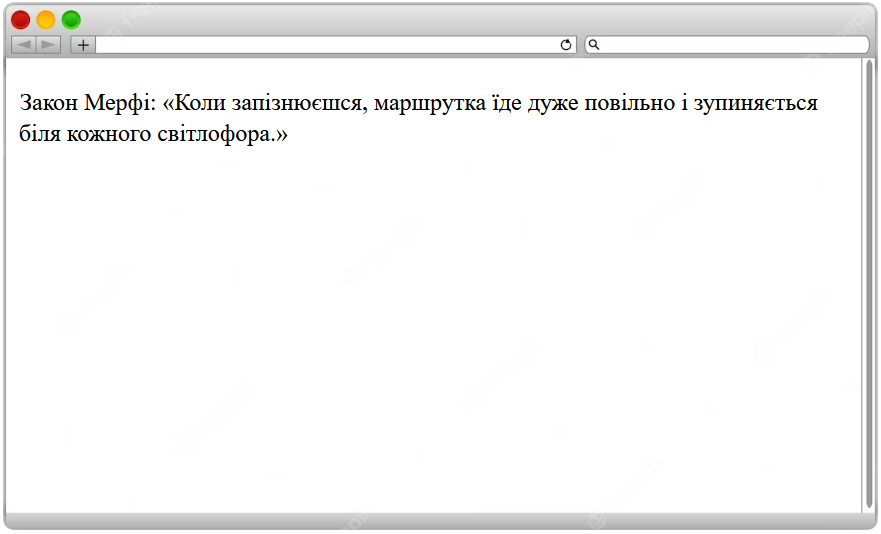 Закон Мерфі: «Коли запізнюєшся, маршрутка їде дуже повільно і зупиняється
біля кожного світлофора.»